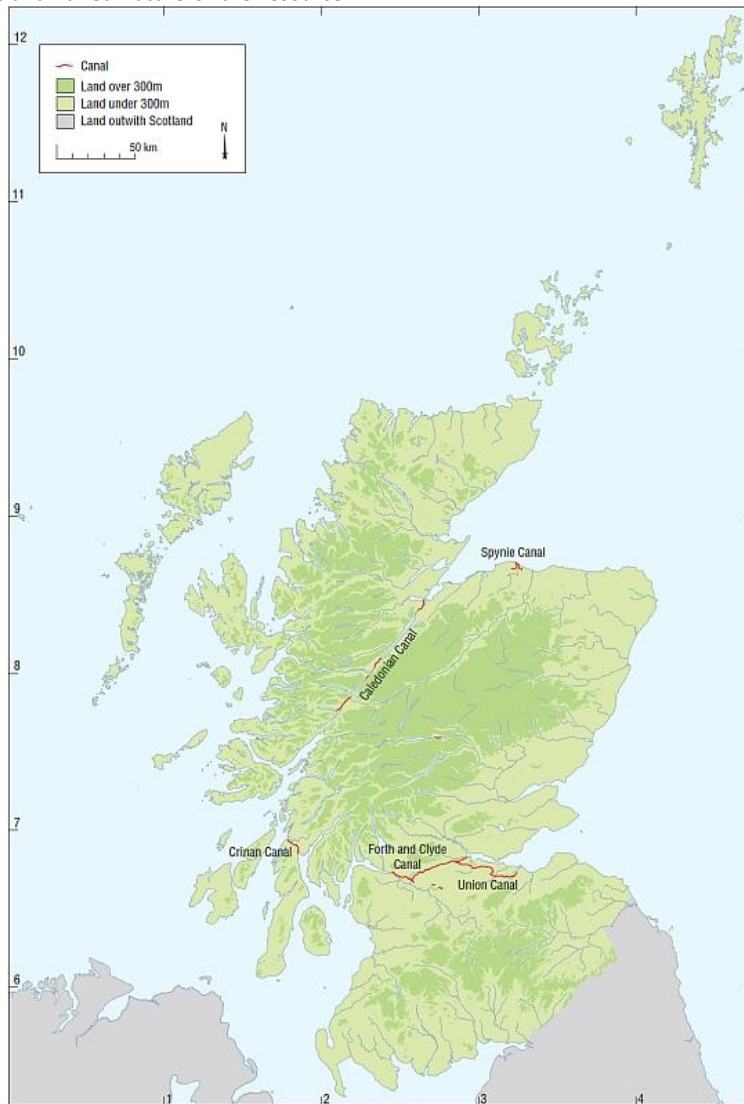 12
Canal
Land over 300m
Land under 300m
Land outwith Scotland
50 km
N
11
10
9
Spynie Canal
8
Caledonian Canal
7
Crinan Canal
Forth and Clyde
Canal
Union Canal
6
1
2
3
4